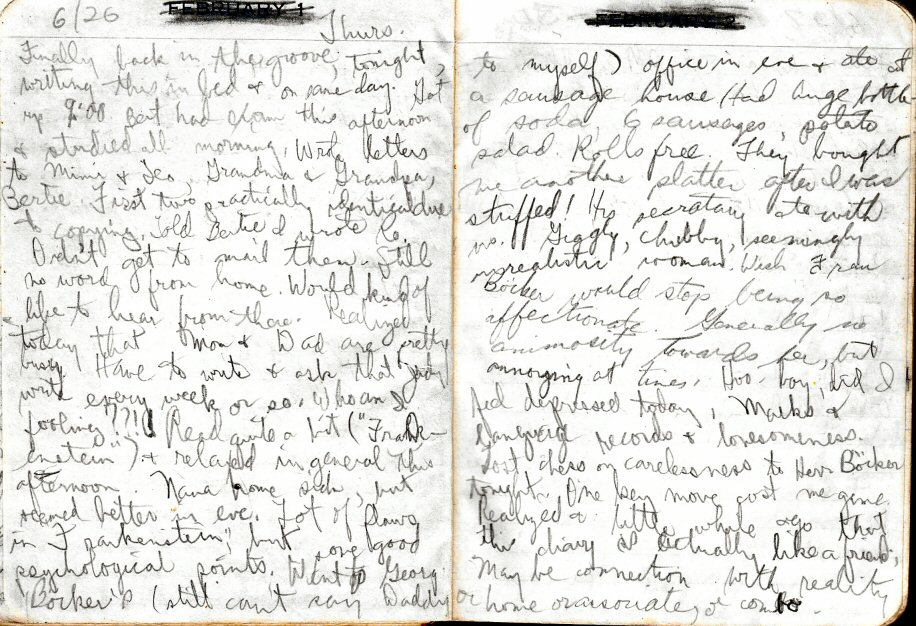 6/26
FEBRUARY 1
Thurs.
Finally back in the groove, tonight,
writing this in bed & on same day. Got
up 9:00 Bert had exam this afternoon
& studied all morning. Wrote letters
to Mimi & Leo, Grandma & Grandpa,
Bertie. First two practically identical due
to copying. Told Bertie I wrote
Didn't get to mail them. Still
no word from home. Would kind of
like to hear from there. Realized
today that Mom & Dad are pretty
busy. Have to write & ask that Judy
write every week or so. Who am I
fooling??!! Read quite a bit ("Frank-
enstein") & relaxed in general this
afternoon. Nana home sick, but
seemed better in eve. Lot of flaws
in "Frankenstein," but some good
psychological points. Went to Georg
Böcker's (still can't say Daddy
FEBRUARY 2
to myself) office in eve & ate at
a sausage house (Had huge bottle
of soda, 6 sausages, potato
salad. Rolls free. They bought
me another platter after I was
stuffed! His secretary ate with
us. Giggly, chubby, seemingly
unrealistic woman. Wish Frau
Böcker would stop being so
affectionate. Generally no
animosity towards her, but
annoying at times. Hoo-boy, did I
feel depressed today, Marks &
language records & lonesomeness.
Lost chess on carelessness to Herr Böcker
tonight. One key move cost me game.
Realized a little while ago that
this diary is actually like a friend.
May be connection with reality
or home or associate, or combo.